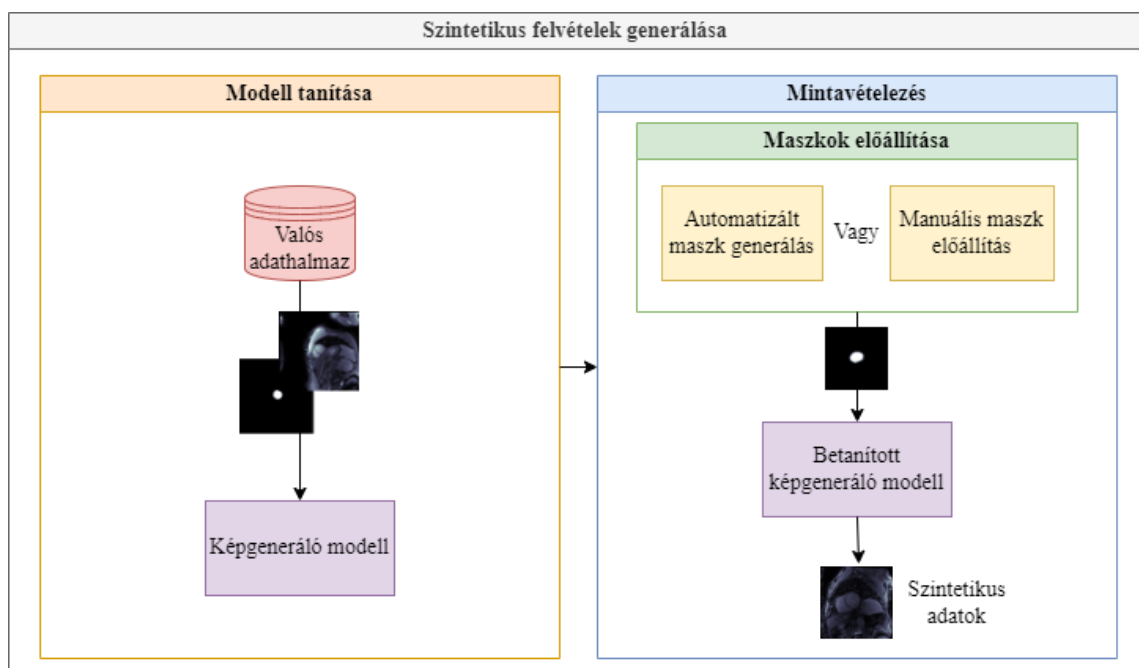 Szintetikus felvételek generálása
Modell tanítása
Valós
adathalmaz
Képgeneráló modell
Mintavételezés
Maszkok előállítása
Automatizált
maszk generálás
Vagy
Manuális maszk
előállítás
Betanított
képgeneráló modell
Szintetikus
adatok